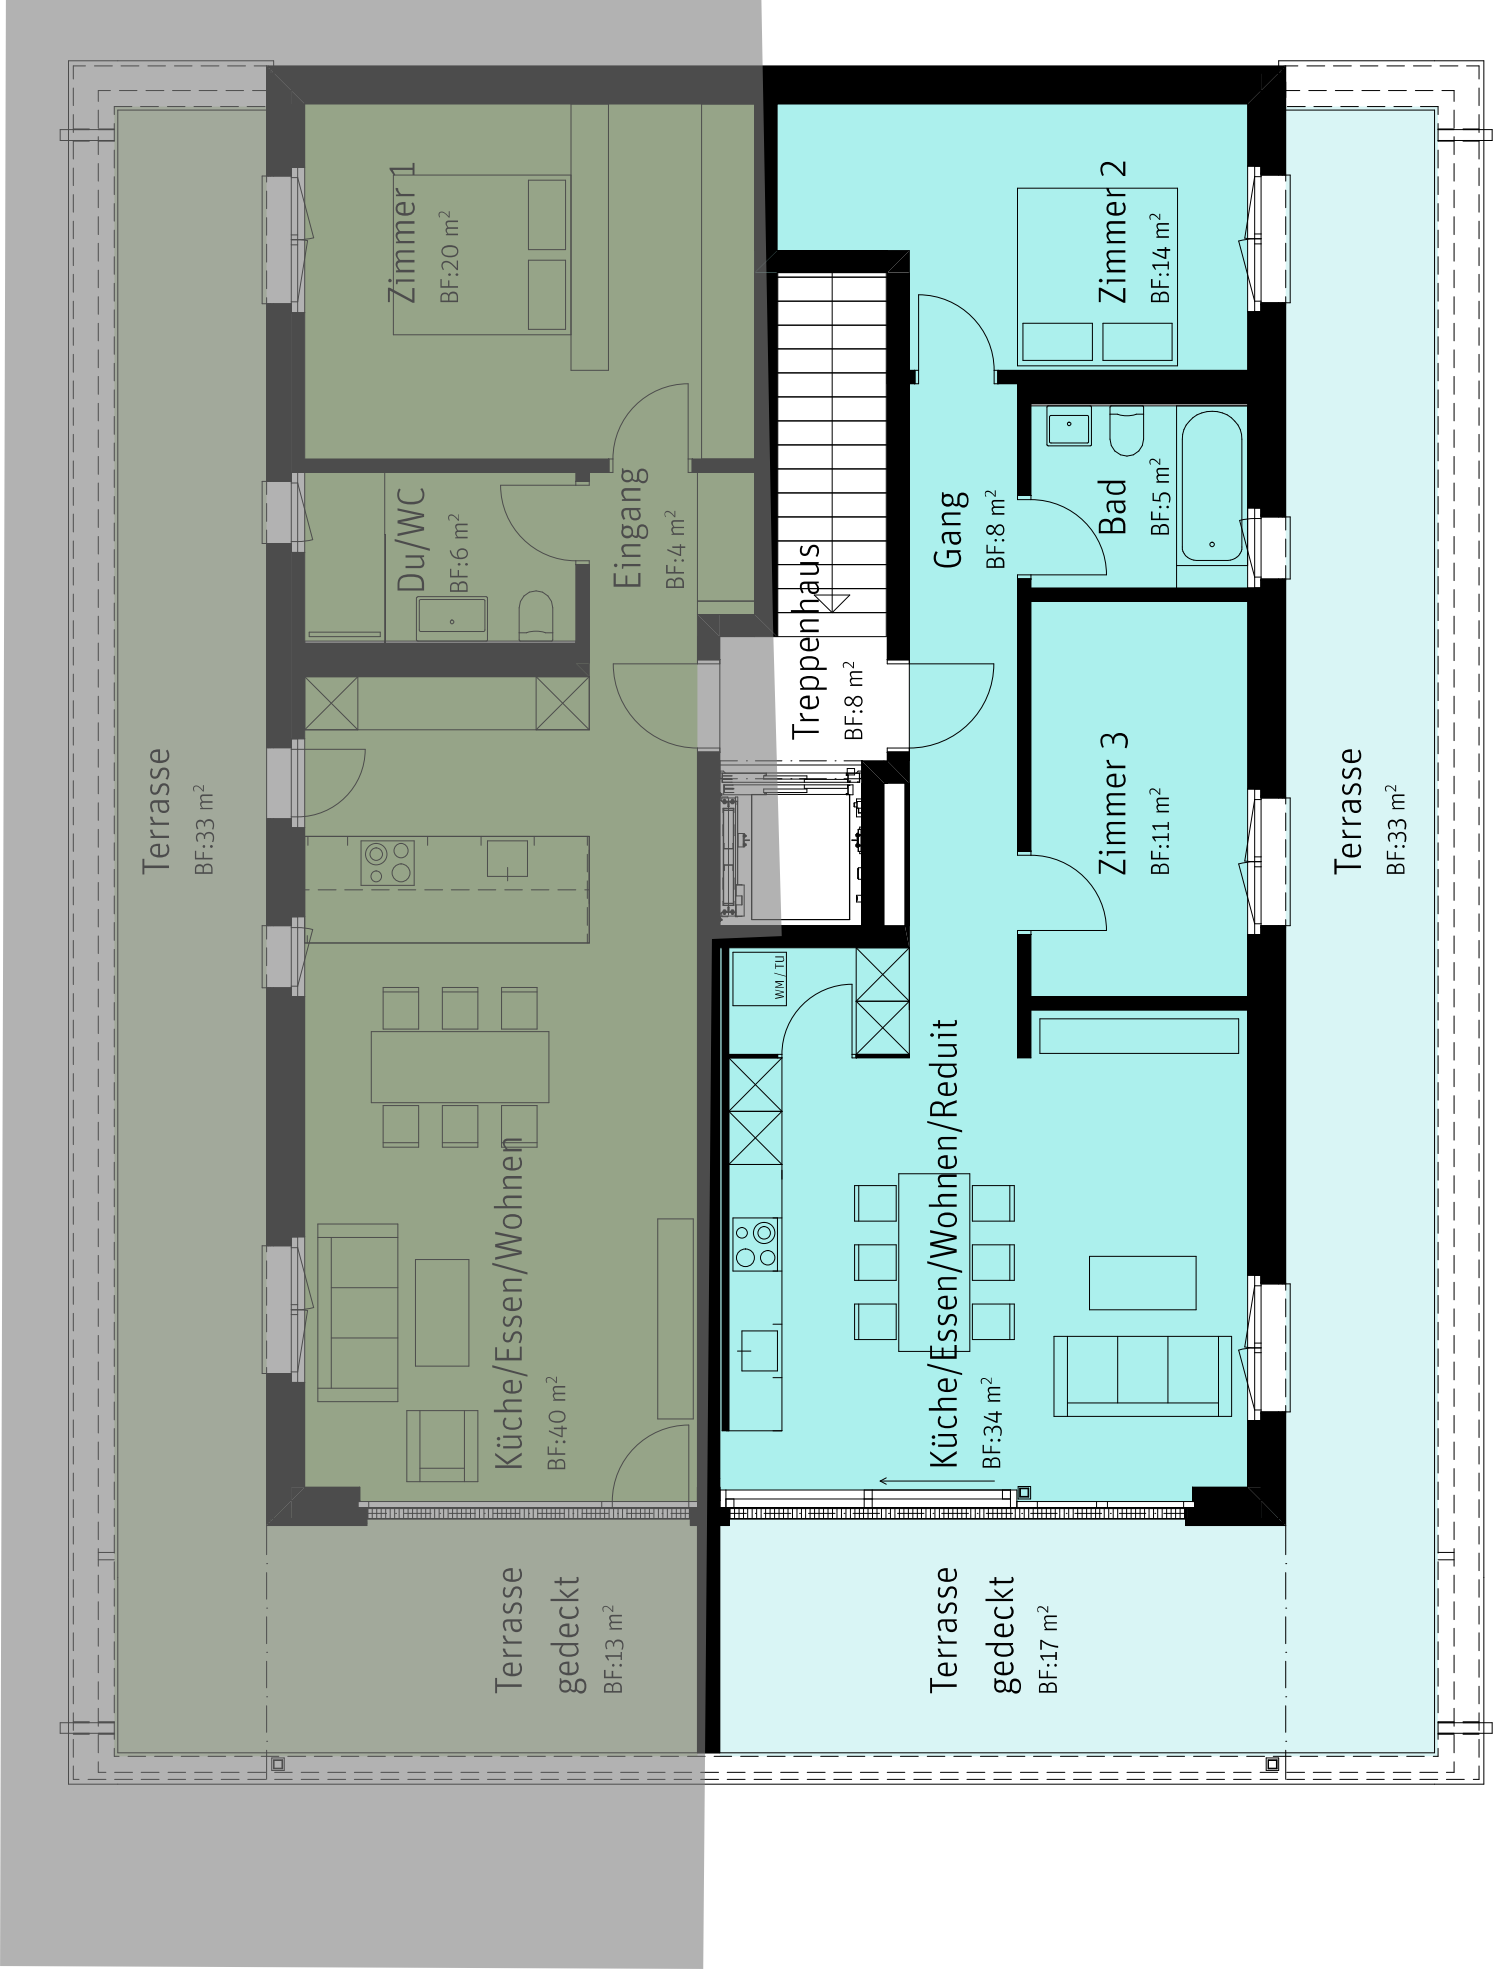 Terrasse
BF:33 m²
Zimmer 1
BF:20 m²
Du/WC
BF:6 m²
Eingang
BF:4 m²
Küche/Essen/Wohnen
BF:40 m²
Terrasse
gedeckt
BF:13 m²
Treppenhaus
BF:8 m²
Zimmer 2
BF:14 m²
Gang
BF:8 m²
Bad
BF:5 m²
Zimmer 3
BF:11 m²
WM / TU
Küche/Essen/Wohnen/Reduit
BF:34 m²
Terrasse
gedeckt
BF:17 m²
Terrasse
BF:33 m²